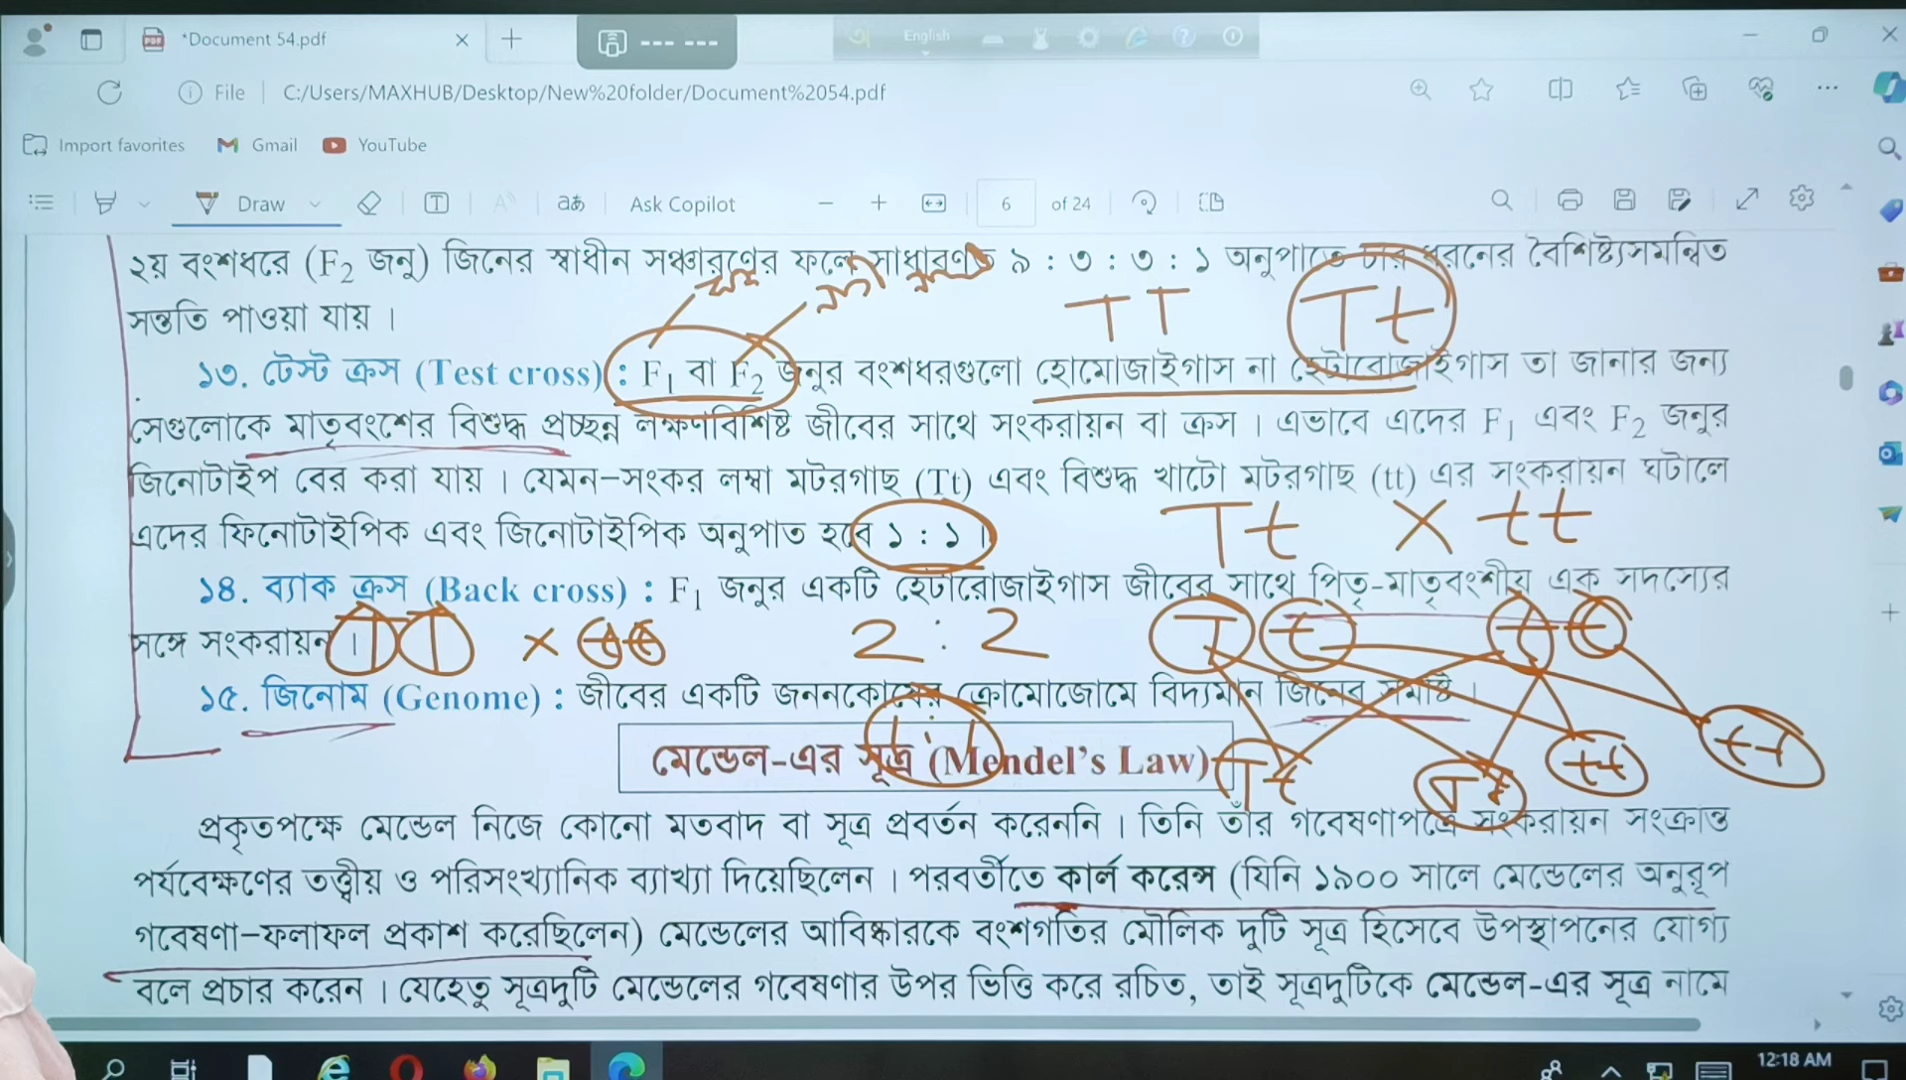 *Document 54.pdf
English
File C:/Users/MAXHUB/Desktop/New%20folder/Document%2054.pdf
Import favorites Gmail YouTube
Draw aあ Ask Copilot 6 of 24
২য় বংশধরে (F2 জনু) জিনের স্বাধীন সঞ্চারণের ফলে সাধারণত ৯ : ৩ : ৩ : ১ অনুপাতে চার ধরনের বৈশিষ্ট্যসমন্বিত
সন্ততি পাওয়া যায় ।
TT Tt
১৩. টেস্ট ক্রস (Test cross) : F1 বা F2 জনুর বংশধরগুলো হোমোজাইগাস না হেটারোজাইগাস তা জানার জন্য
সেগুলোকে মাতৃবংশের বিশুদ্ধ প্রচ্ছন্ন লক্ষণবিশিষ্ট জীবের সাথে সংকরায়ন বা ক্রস । এভাবে এদের F1 এবং F2 জনুর
জিনোটাইপ বের করা যায় । যেমন–সংকর লম্বা মটরগাছ (Tt) এবং বিশুদ্ধ খাটো মটরগাছ (tt) এর সংকরায়ন ঘটালে
এদের ফিনোটাইপিক এবং জিনোটাইপিক অনুপাত হবে ১ : ১ ।
Tt × tt
১৪. ব্যাক ক্রস (Back cross) : F1 জনুর একটি হেটারোজাইগাস জীবের সাথে পিতৃ-মাতৃবংশীয় এক সদস্যের
সঙ্গে সংকরায়ন ।
T T × t t 2 : 2 T t t t
১৫. জিনোম (Genome) : জীবের একটি জননকোষের ক্রোমোজোমে বিদ্যমান জিনের সমষ্টি ।
মেন্ডেল-এর সূত্র (Mendel’s Law)
1 : 1 Tt Tt tt tt
প্রকৃতপক্ষে মেন্ডেল নিজে কোনো মতবাদ বা সূত্র প্রবর্তন করেননি । তিনি তাঁর গবেষণাপত্রে সংকরায়ন সংক্রান্ত
পর্যবেক্ষণের তত্ত্বীয় ও পরিসংখ্যানিক ব্যাখ্যা দিয়েছিলেন । পরবর্তীতে কার্ল করেন্স (যিনি ১৯০০ সালে মেন্ডেলের অনুরূপ
গবেষণা–ফলাফল প্রকাশ করেছিলেন) মেন্ডেলের আবিষ্কারকে বংশগতির মৌলিক দুটি সূত্র হিসেবে উপস্থাপনের যোগ্য
বলে প্রচার করেন । যেহেতু সূত্রদুটি মেন্ডেলের গবেষণার উপর ভিত্তি করে রচিত, তাই সূত্রদুটিকে মেন্ডেল-এর সূত্র নামে
12:18 AM